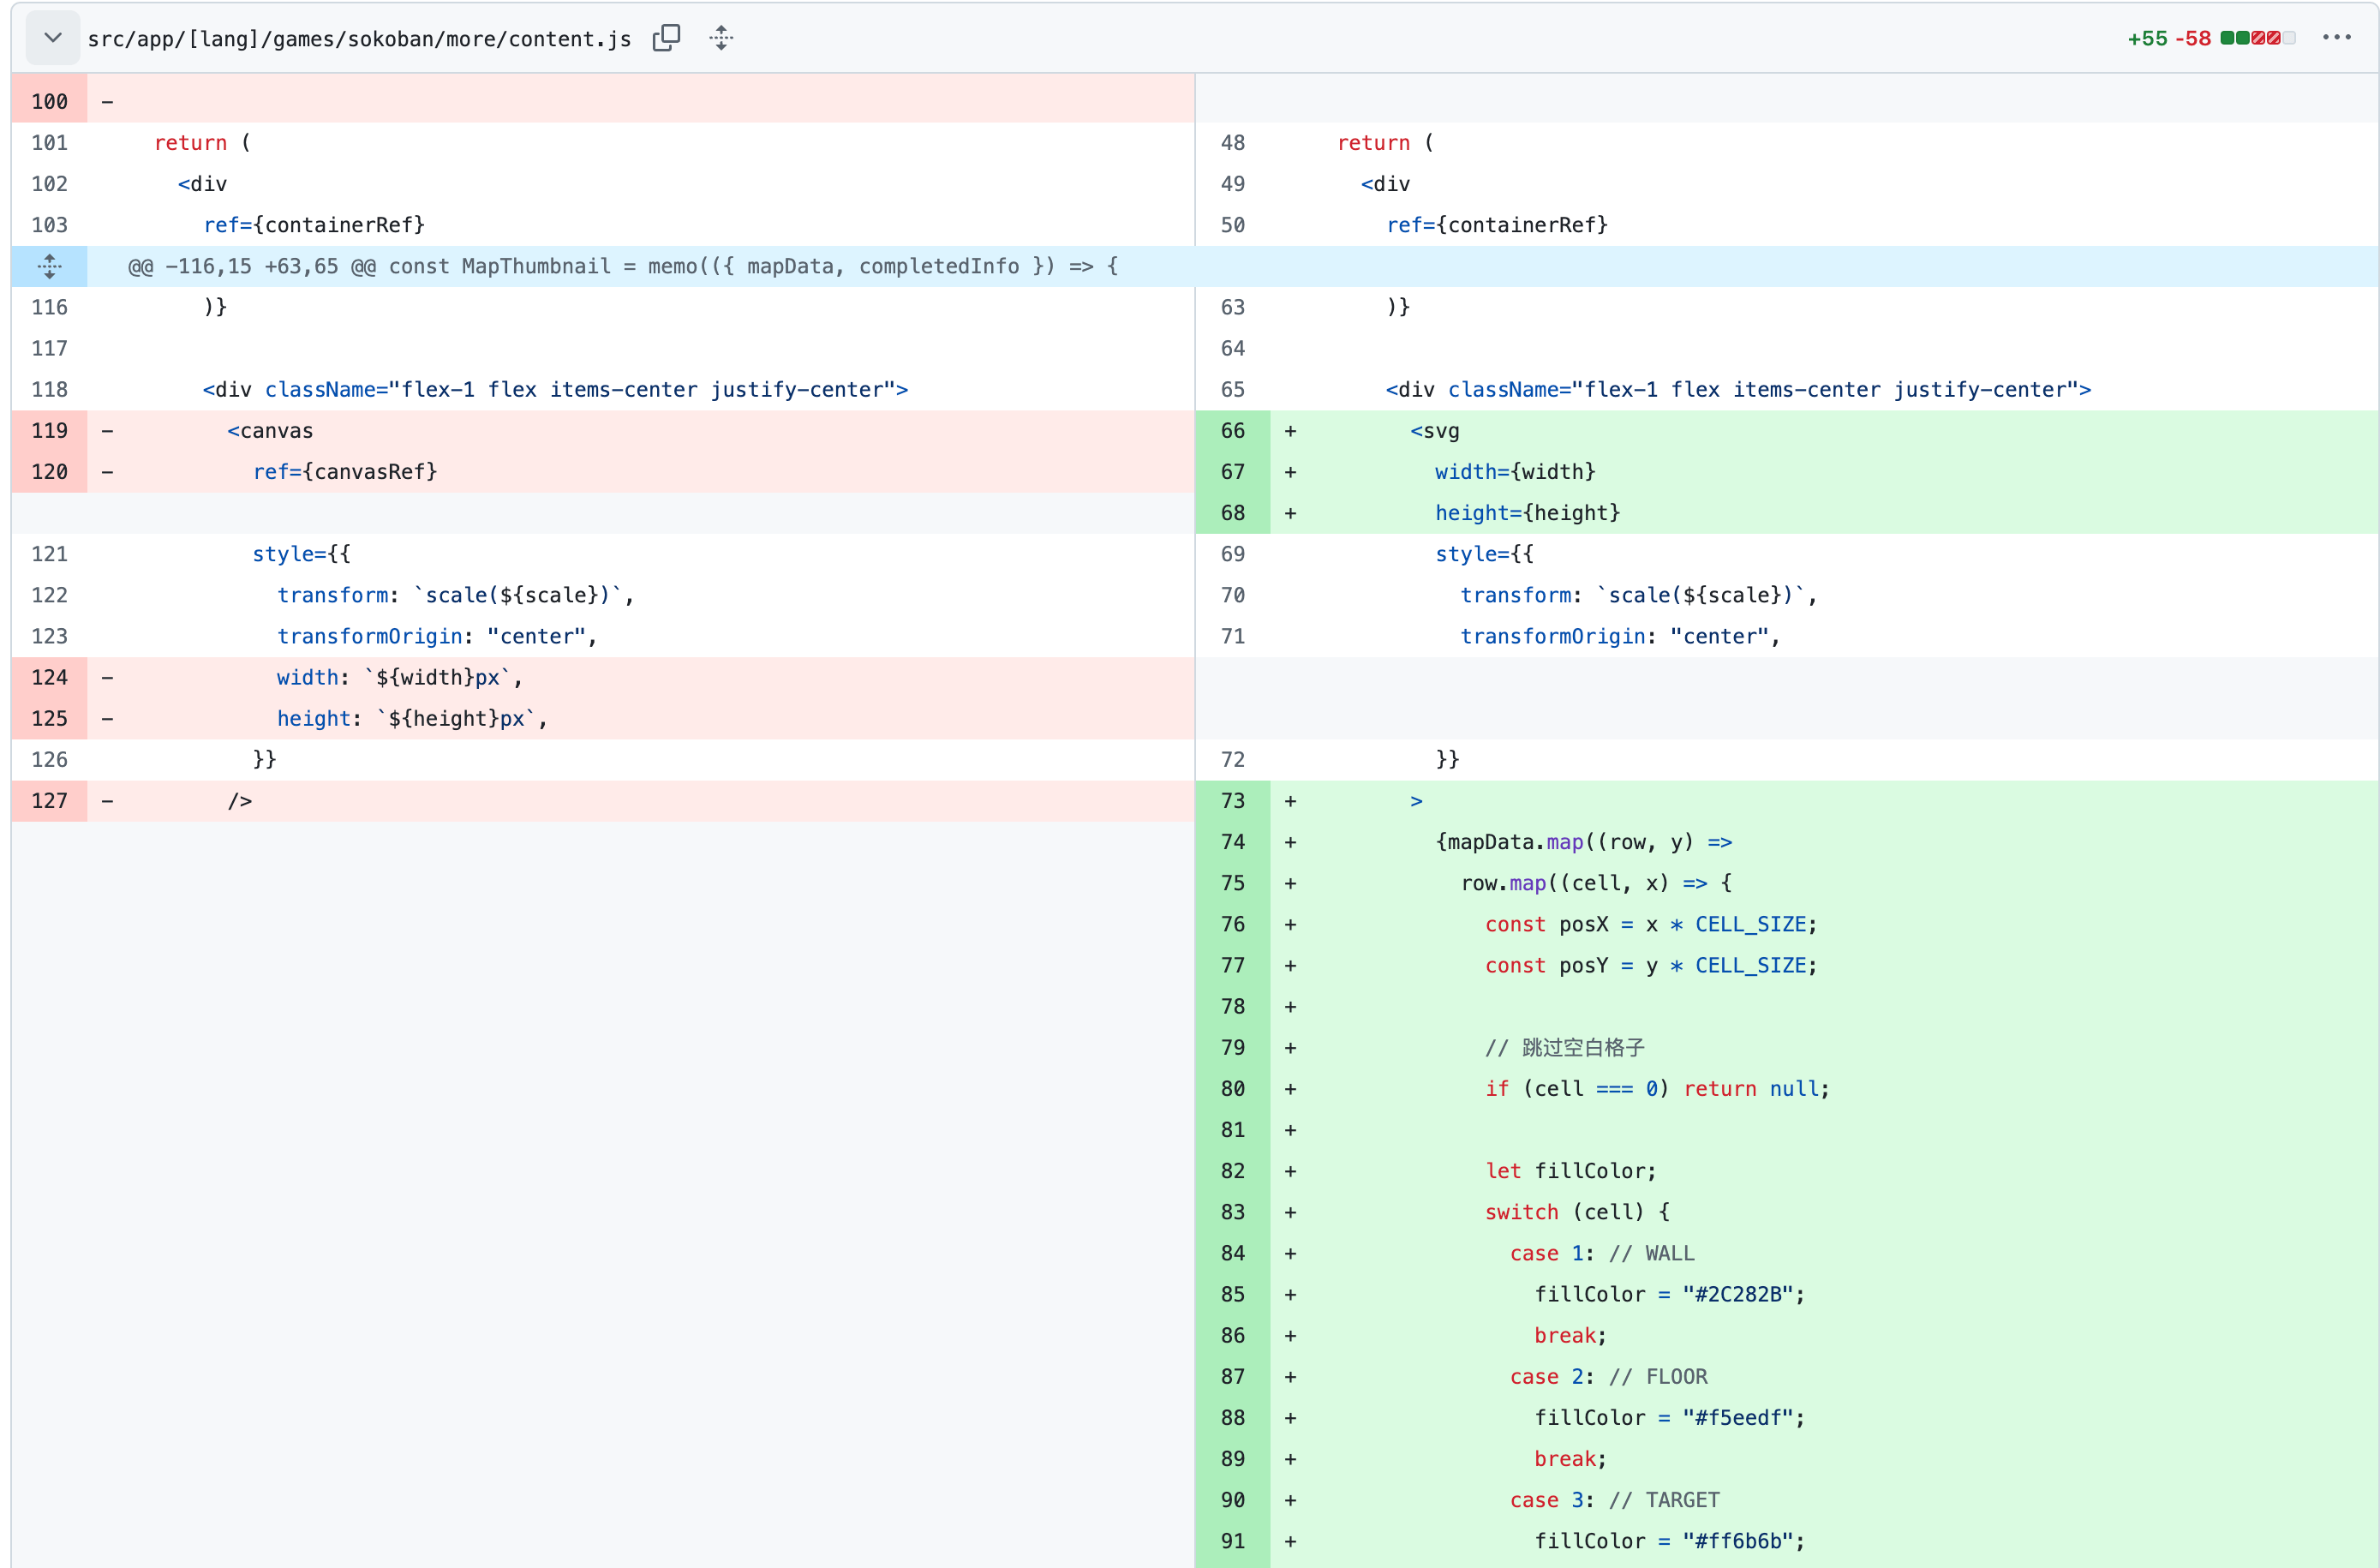 src/app/[lang]/games/sokoban/more/content.js +55 -58
100 -
101 return ( 48 return (
102 <div 49 <div
103 ref={containerRef} 50 ref={containerRef}
@@ -116,15 +63,65 @@ const MapThumbnail = memo(({ mapData, completedInfo }) => {
116 )} 63 )}
117 64
118 <div className="flex-1 flex items-center justify-center"> 65 <div className="flex-1 flex items-center justify-center">
119 - <canvas 66 + <svg
120 - ref={canvasRef} 67 + width={width}
68 + height={height}
121 style={{ 69 style={{
122 transform: `scale(${scale})`, 70 transform: `scale(${scale})`,
123 transformOrigin: "center", 71 transformOrigin: "center",
124 - width: `${width}px`,
125 - height: `${height}px`,
126 }} 72 }}
127 - /> 73 + >
74 + {mapData.map((row, y) =>
75 + row.map((cell, x) => {
76 + const posX = x * CELL_SIZE;
77 + const posY = y * CELL_SIZE;
78 +
79 + // 跳过空白格子
80 + if (cell === 0) return null;
81 +
82 + let fillColor;
83 + switch (cell) {
84 + case 1: // WALL
85 + fillColor = "#2C282B";
86 + break;
87 + case 2: // FLOOR
88 + fillColor = "#f5eedf";
89 + break;
90 + case 3: // TARGET
91 + fillColor = "#ff6b6b";